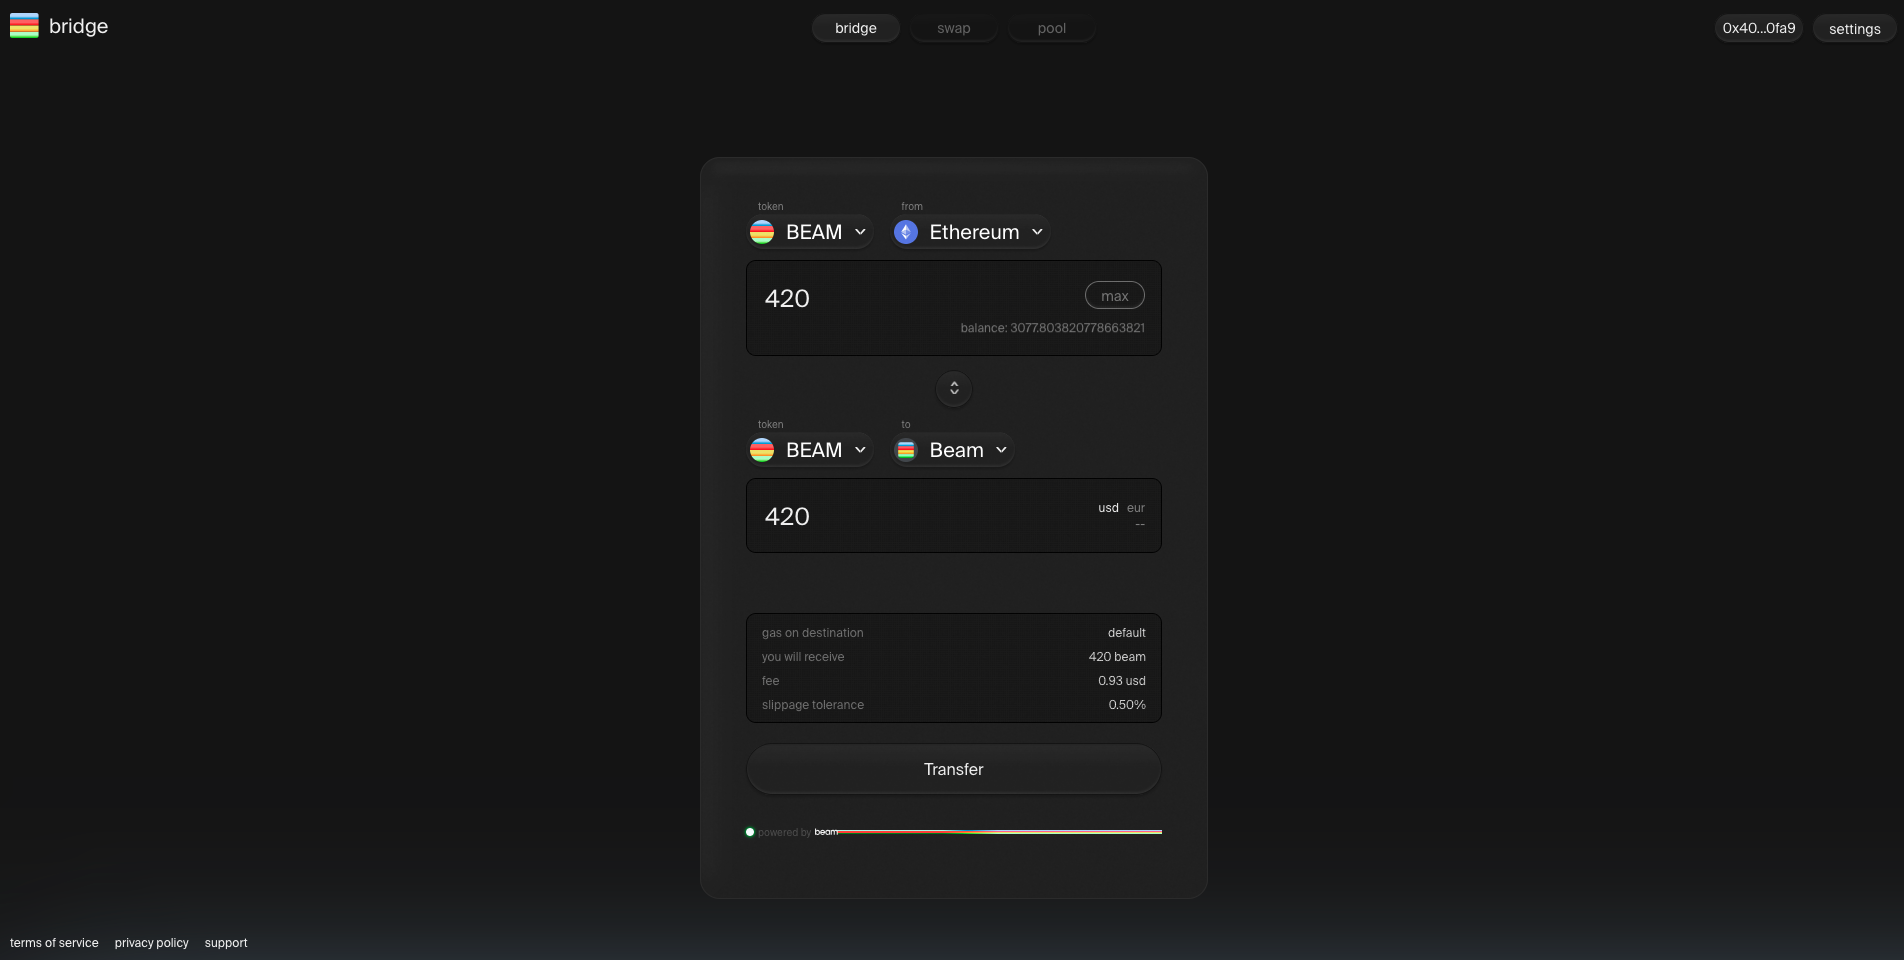 bridge
bridge swap pool
0x40...0fa9 settings
token from
BEAM Ethereum
420
max
balance: 3077.803820778663821
token to
BEAM Beam
420
usd eur
--
gas on destination default
you will receive 420 beam
fee 0.93 usd
slippage tolerance 0.50%
Transfer
powered by beam
terms of service privacy policy support